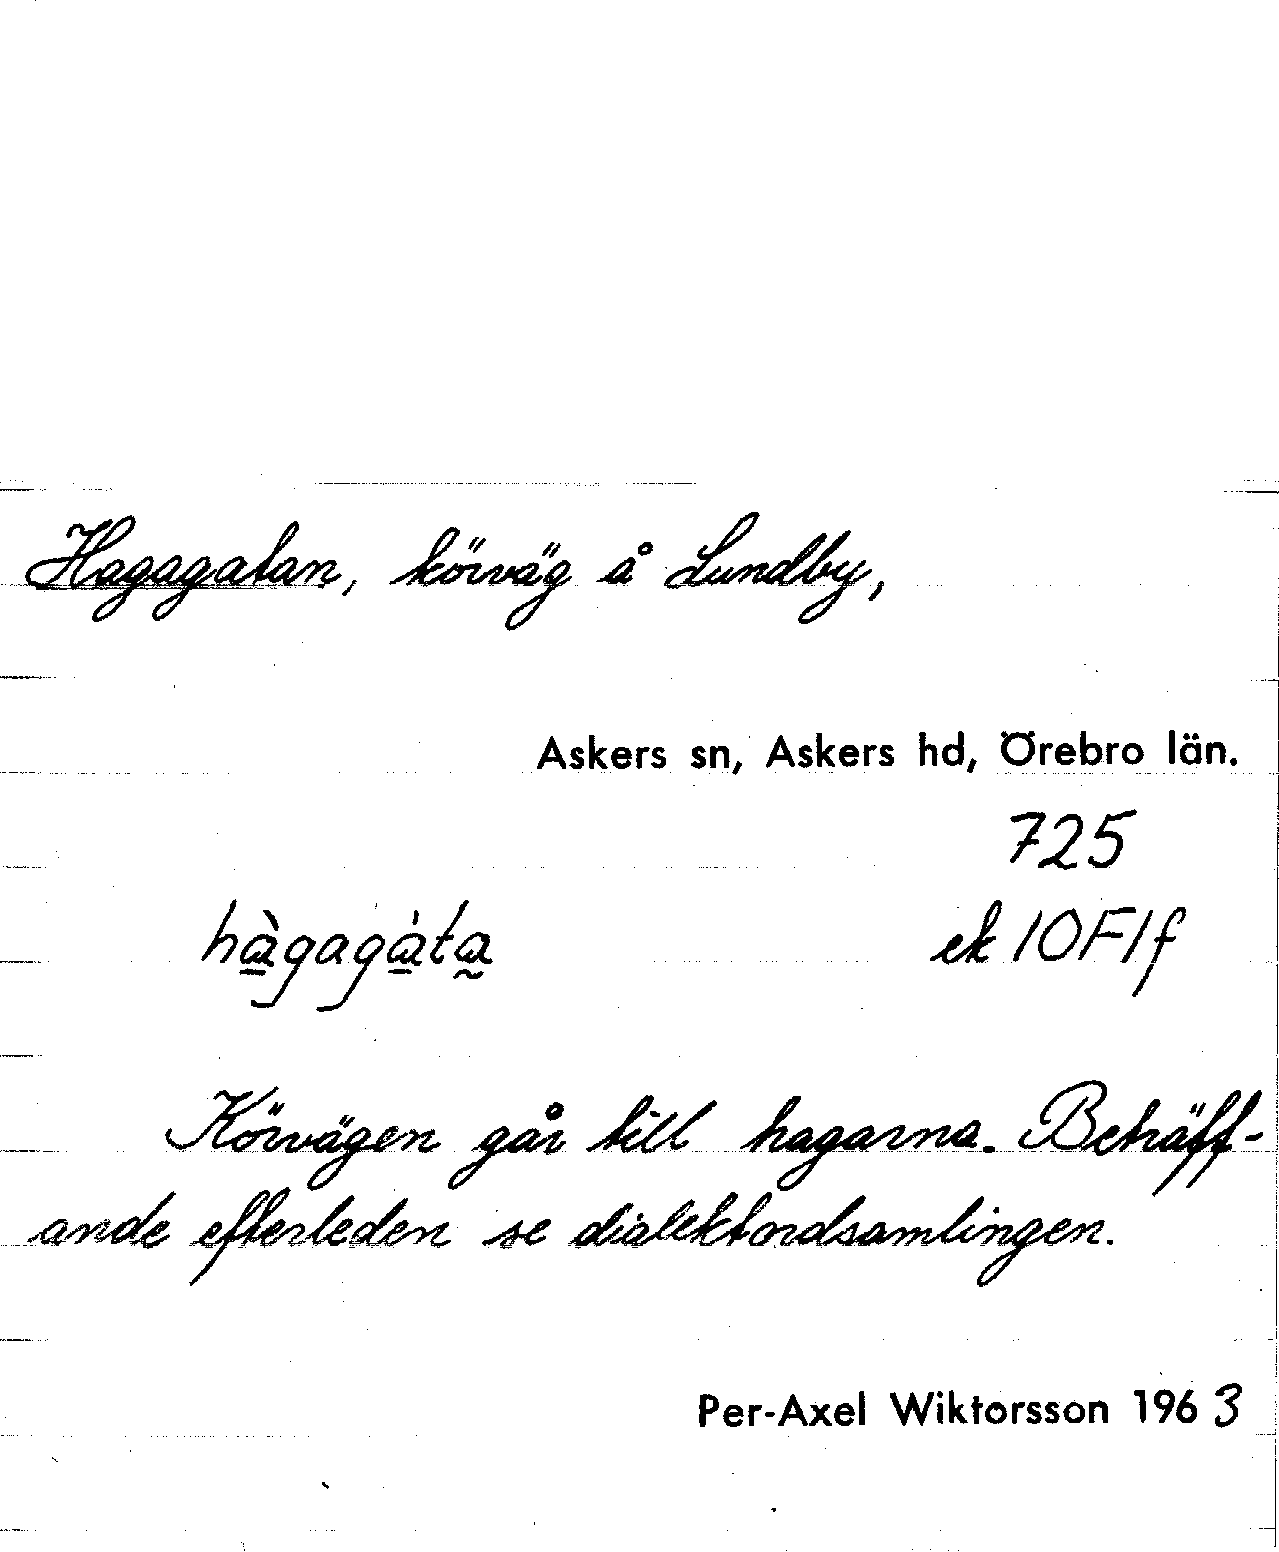 Hagagatan, körväg å Lundby,
Askers sn, Askers hd, Örebro län.
725
hàgagàta ek 10F1f
Körvägen går till hagarna. Beträff-
ande efterleden se dialektordsamlingen.
Per-Axel Wiktorsson 1963